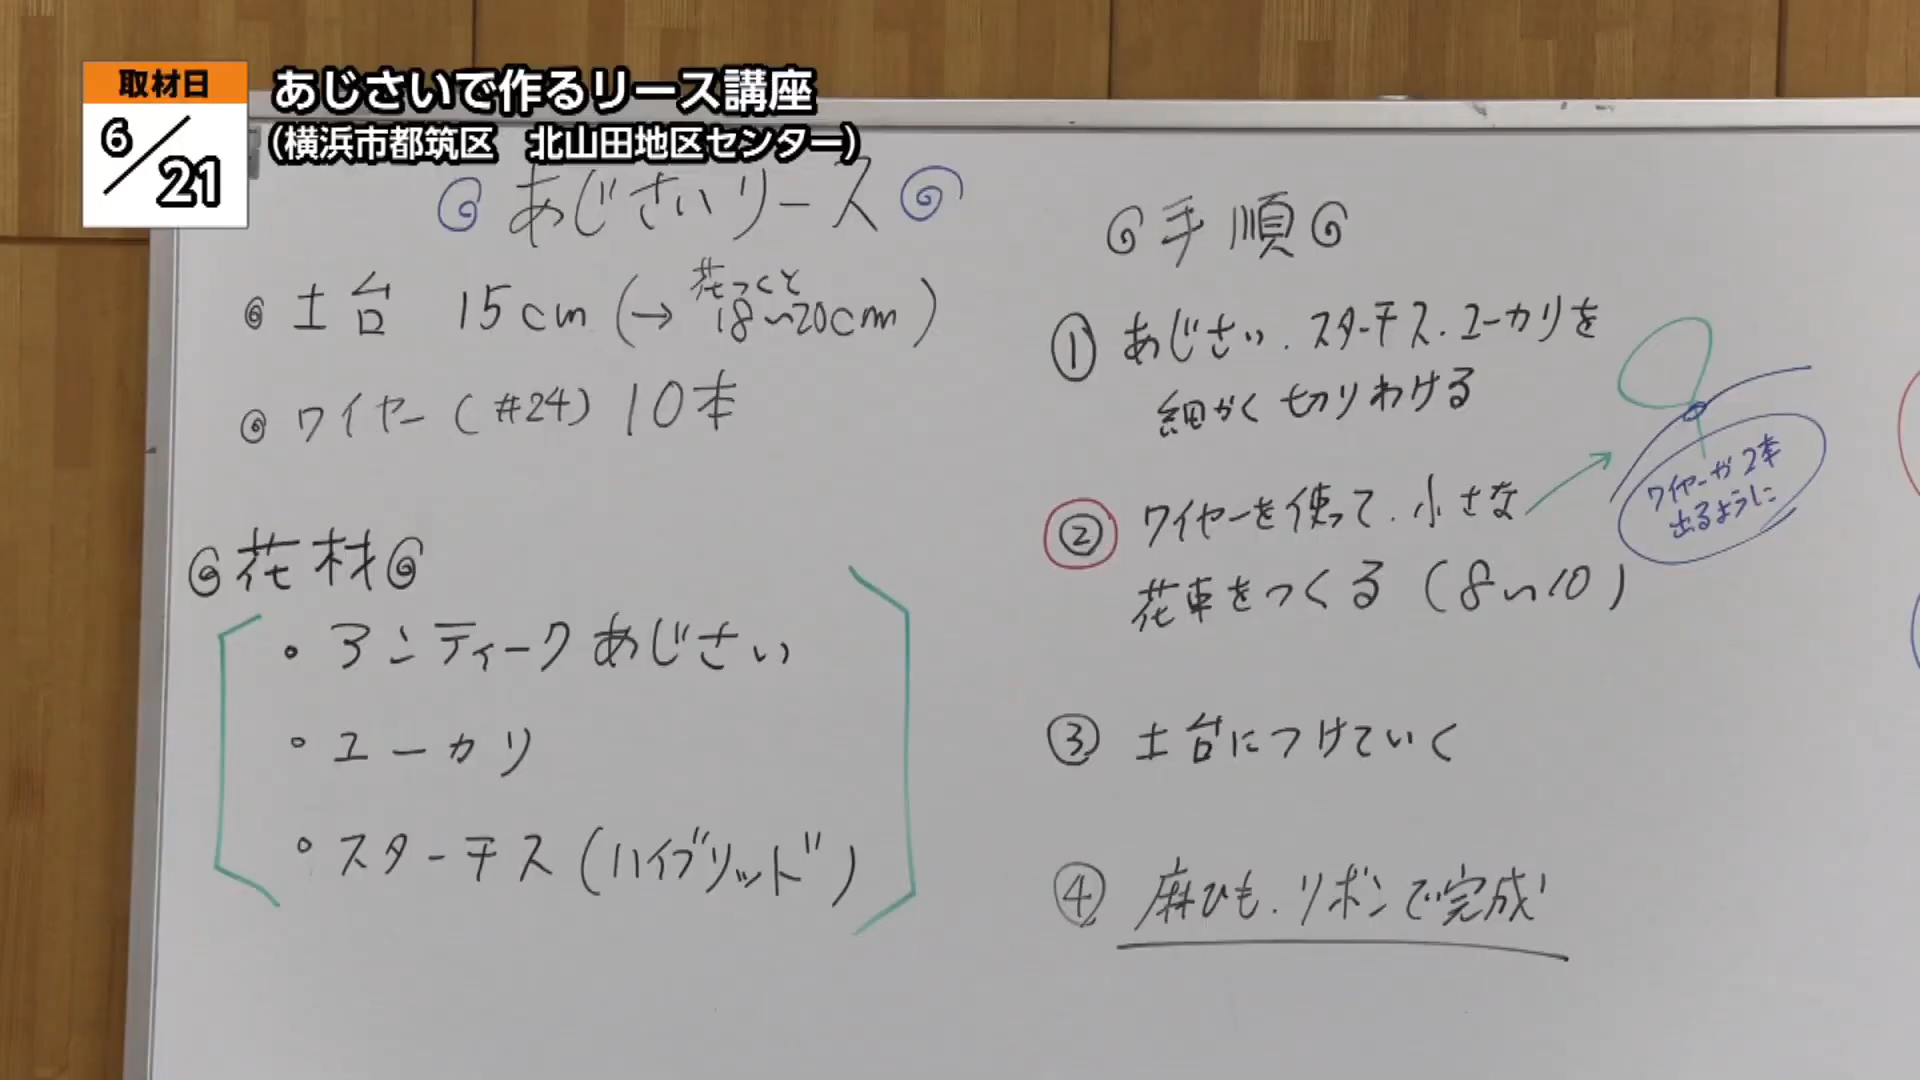 取材日
6/21
あじさいで作るリース講座
(横浜市都筑区　北山田地区センター)
あじさいリース
土台 15cm (→ 花つくと 18〜20cm)
ワイヤー(#24) 10本
花材
・アンティークあじさい
・ユーカリ
・スターチス(ハイブリッド)
手順
① あじさい.スターチス.ユーカリを
細かく切りわける
② ワイヤーを使って.小さな
花車をつくる (8〜10)
ワイヤーが2本
出るように
③ 土台につけていく
④ 麻ひも.リボンで完成